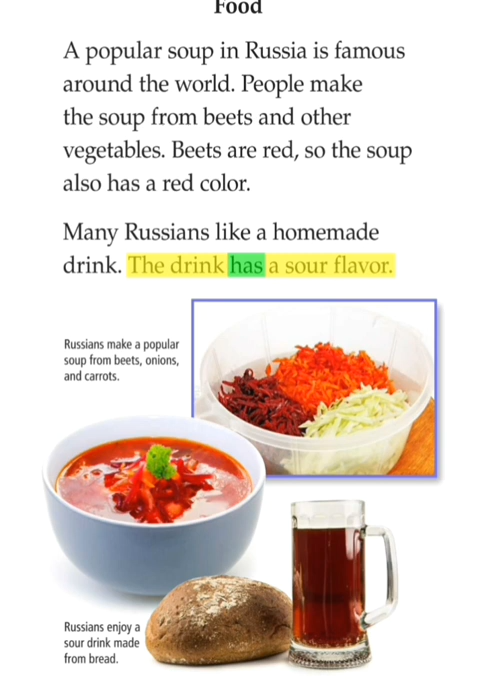 Food
A popular soup in Russia is famous
around the world. People make
the soup from beets and other
vegetables. Beets are red, so the soup
also has a red color.
Many Russians like a homemade
drink. The drink has a sour flavor.
Russians make a popular
soup from beets, onions,
and carrots.
Russians enjoy a
sour drink made
from bread.